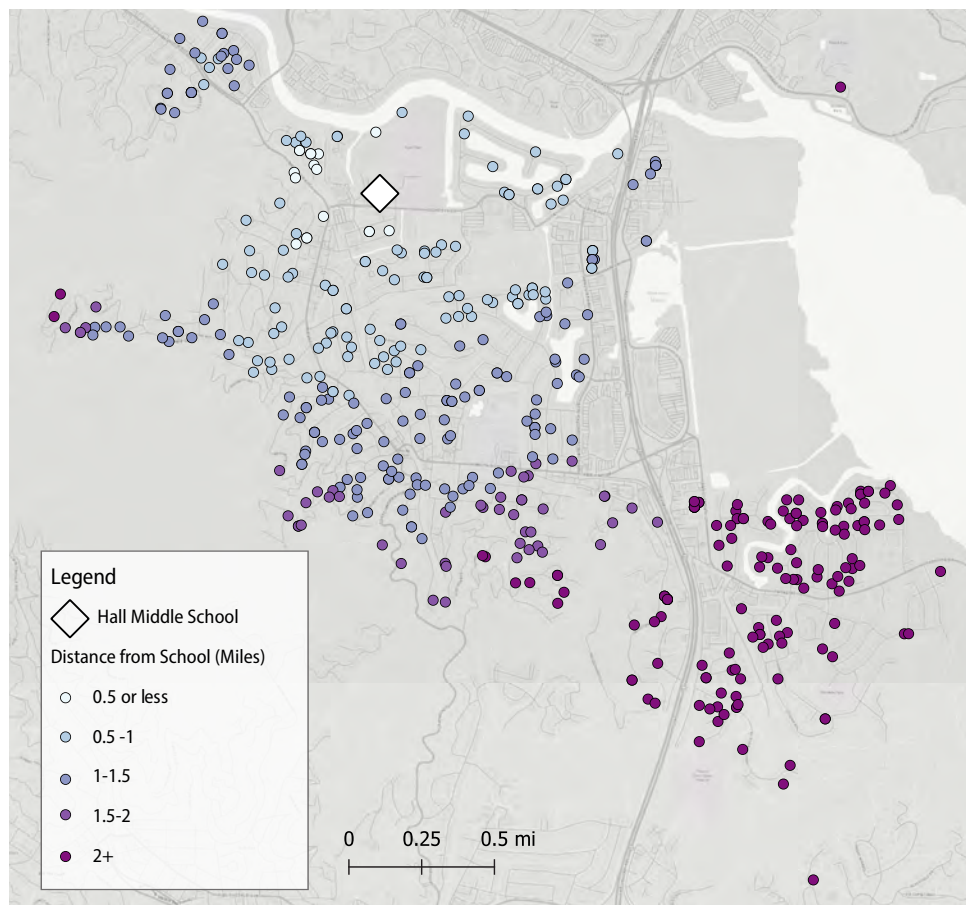 Legend
Hall Middle School
Distance from School (Miles)
0.5 or less
0.5 -1
1-1.5
1.5-2
2+
0 0.25 0.5 mi